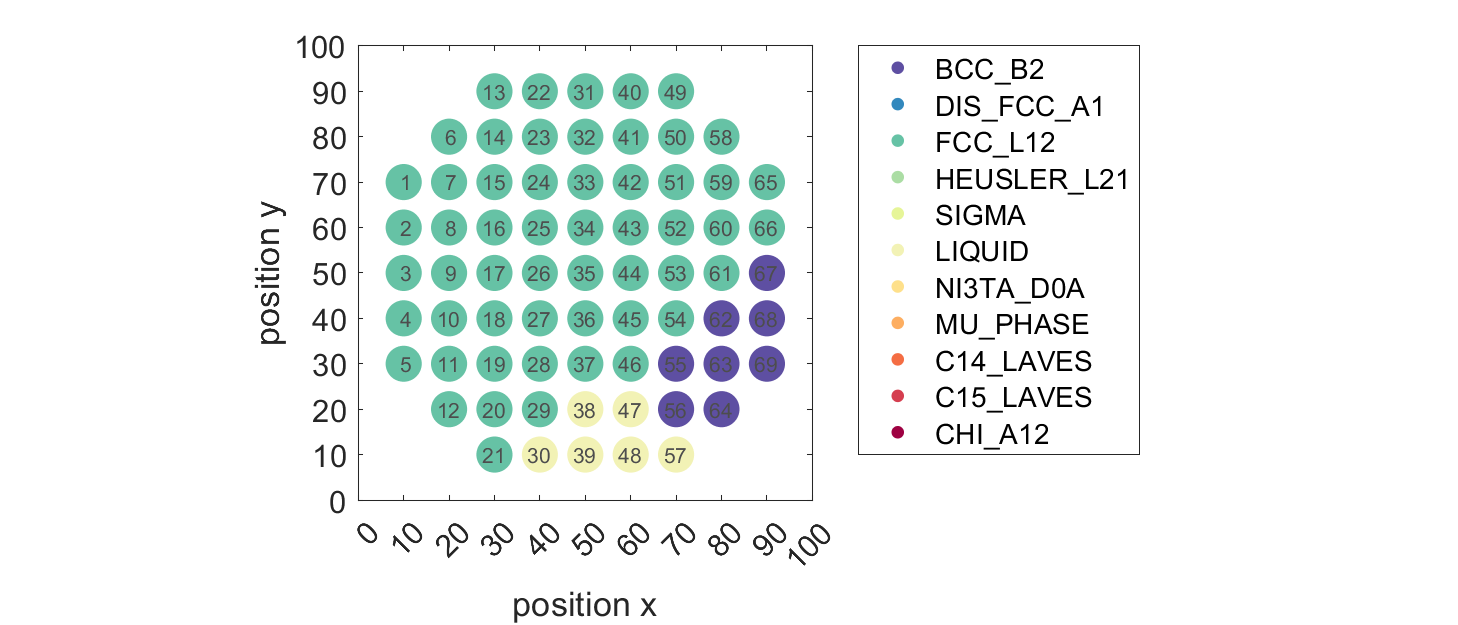 100
90 13 22 31 40 49
80 6 14 23 32 41 50 58
70 1 7 15 24 33 42 51 59 65
60 2 8 16 25 34 43 52 60 66
50 3 9 17 26 35 44 53 61 67
40 4 10 18 27 36 45 54 62 68
30 5 11 19 28 37 46 55 63 69
20 12 20 29 38 47 56 64
10 21 30 39 48 57
0
position y
0 10 20 30 40 50 60 70 80 90 100
position x
BCC_B2
DIS_FCC_A1
FCC_L12
HEUSLER_L21
SIGMA
LIQUID
NI3TA_D0A
MU_PHASE
C14_LAVES
C15_LAVES
CHI_A12